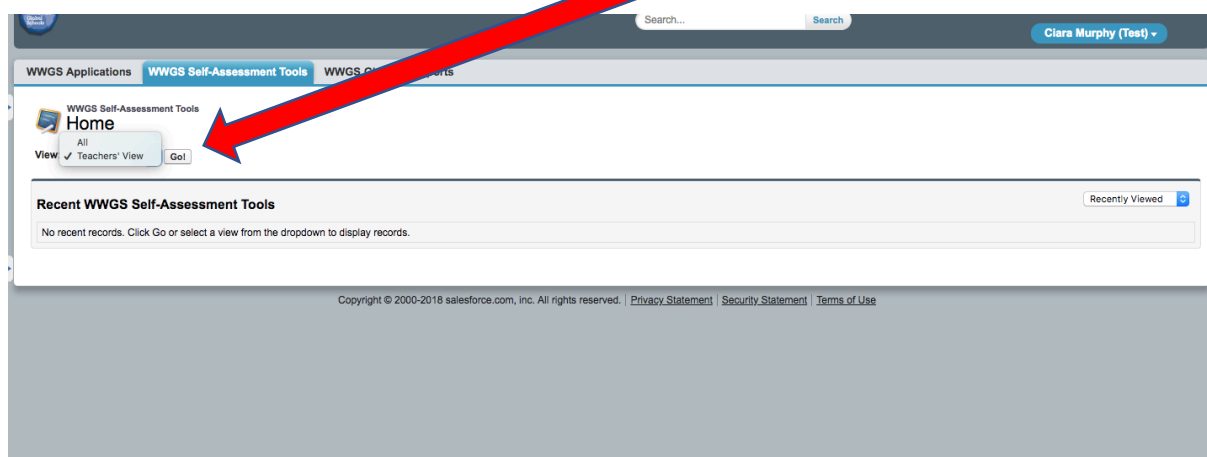 Search... Search
Ciara Murphy (Test)
WWGS Applications WWGS Self-Assessment Tools WWGS
WWGS Self-Assessment Tools
Home
All
View: ✓ Teachers' View Go!
Recent WWGS Self-Assessment Tools Recently Viewed
No recent records. Click Go or select a view from the dropdown to display records.
Copyright © 2000-2018 salesforce.com, inc. All rights reserved. | Privacy Statement | Security Statement | Terms of Use